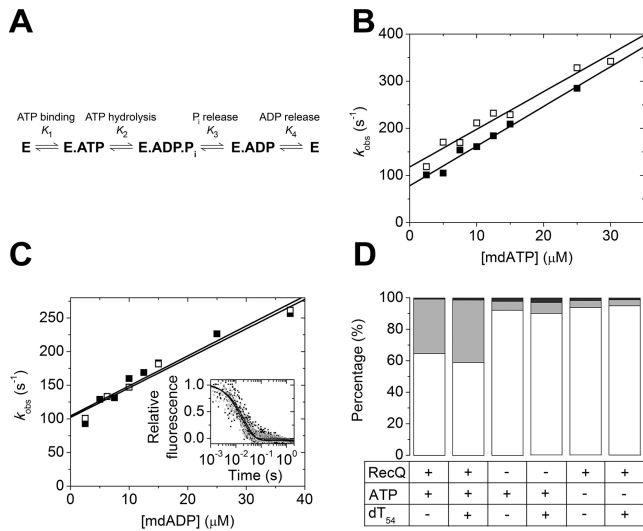 A
ATP binding ATP hydrolysis Pi release ADP release
K1 K2 K3 K4
E ⇌ E.ATP ⇌ E.ADP.Pi ⇌ E.ADP ⇌ E
B
400
300
200
100
0
kobs (s-1)
0 10 20 30
[mdATP] (μM)
C
250
200
150
100
50
0
kobs (s-1)
0 10 20 30 40
[mdADP] (μM)
Relative
fluorescence
1.0
0.5
0.0
10-3 10-2 10-1 100
Time (s)
D
100
80
60
40
20
0
Percentage (%)
RecQ + + - - + +
ATP + + + + - -
dT54 - + - + - +